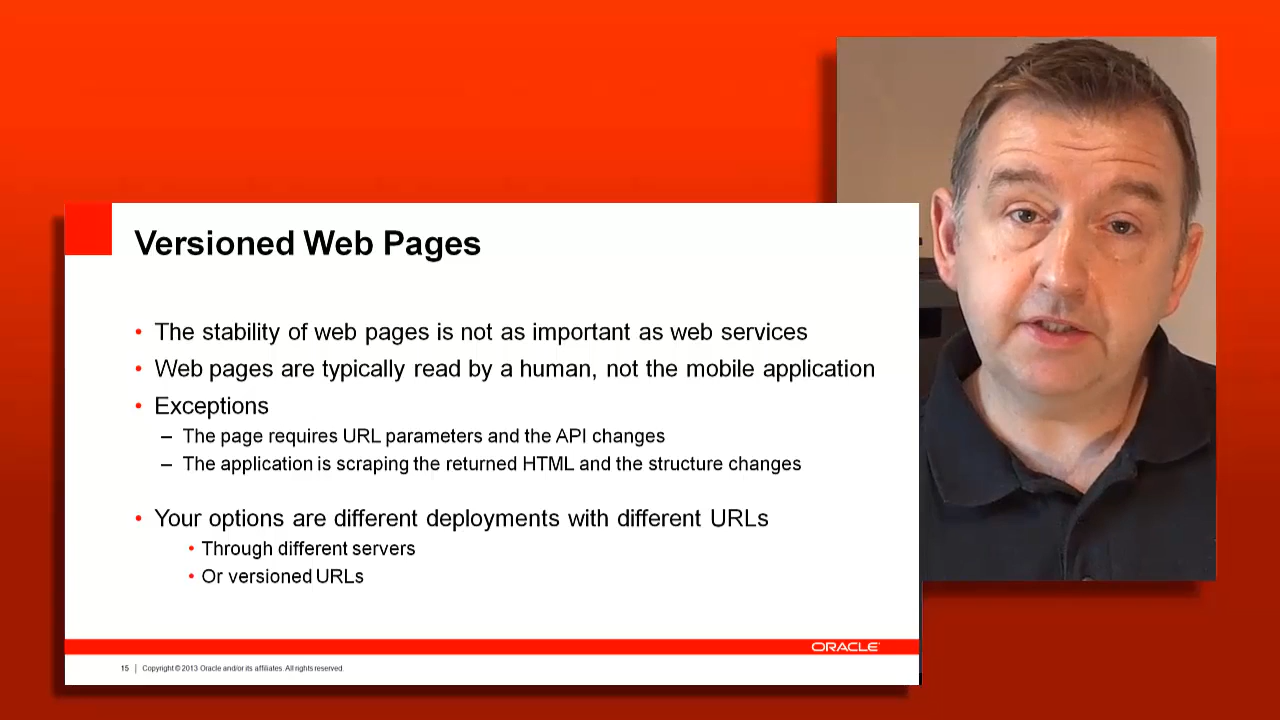 Versioned Web Pages
• The stability of web pages is not as important as web services
• Web pages are typically read by a human, not the mobile application
• Exceptions
– The page requires URL parameters and the API changes
– The application is scraping the returned HTML and the structure changes
• Your options are different deployments with different URLs
• Through different servers
• Or versioned URLs
ORACLE
15 | Copyright © 2013 Oracle and/or its affiliates. All rights reserved.